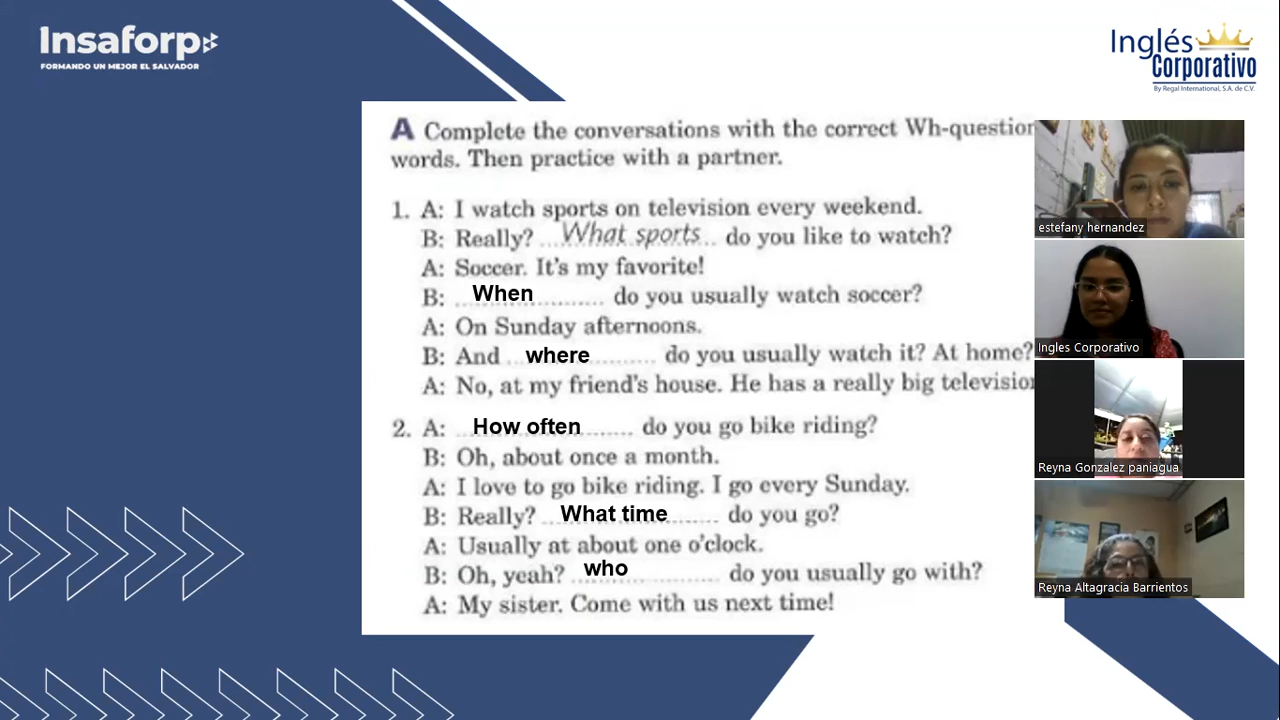 Insaforp
FORMANDO UN MEJOR EL SALVADOR
Inglés
Corporativo
By Regal International, S.A. de C.V.
A Complete the conversations with the correct Wh-question
words. Then practice with a partner.
1. A: I watch sports on television every weekend.
B: Really? What sports do you like to watch?
A: Soccer. It's my favorite!
B: When do you usually watch soccer?
A: On Sunday afternoons.
B: And where do you usually watch it? At home?
A: No, at my friend's house. He has a really big
2. A: How often do you go bike riding?
B: Oh, about once a month.
A: I love to go bike riding. I go every Sunday.
B: Really? What time do you go?
A: Usually at about one o'clock.
B: Oh, yeah? who do you usually go with?
A: My sister. Come with us next time!
estefany hernandez
Ingles Corporativo
Reyna Gonzalez paniagua
Reyna Altagracia Barrientos